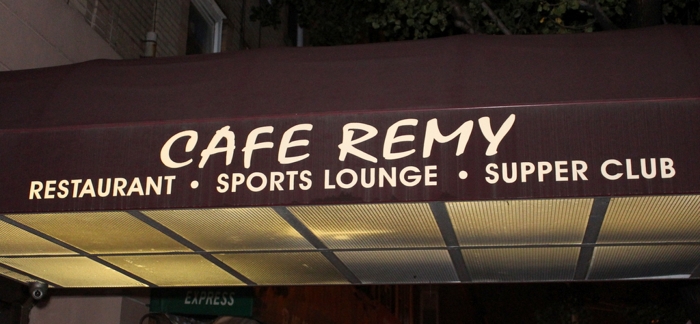 CAFE REMY
RESTAURANT • SPORTS LOUNGE • SUPPER CLUB
EXPRESS